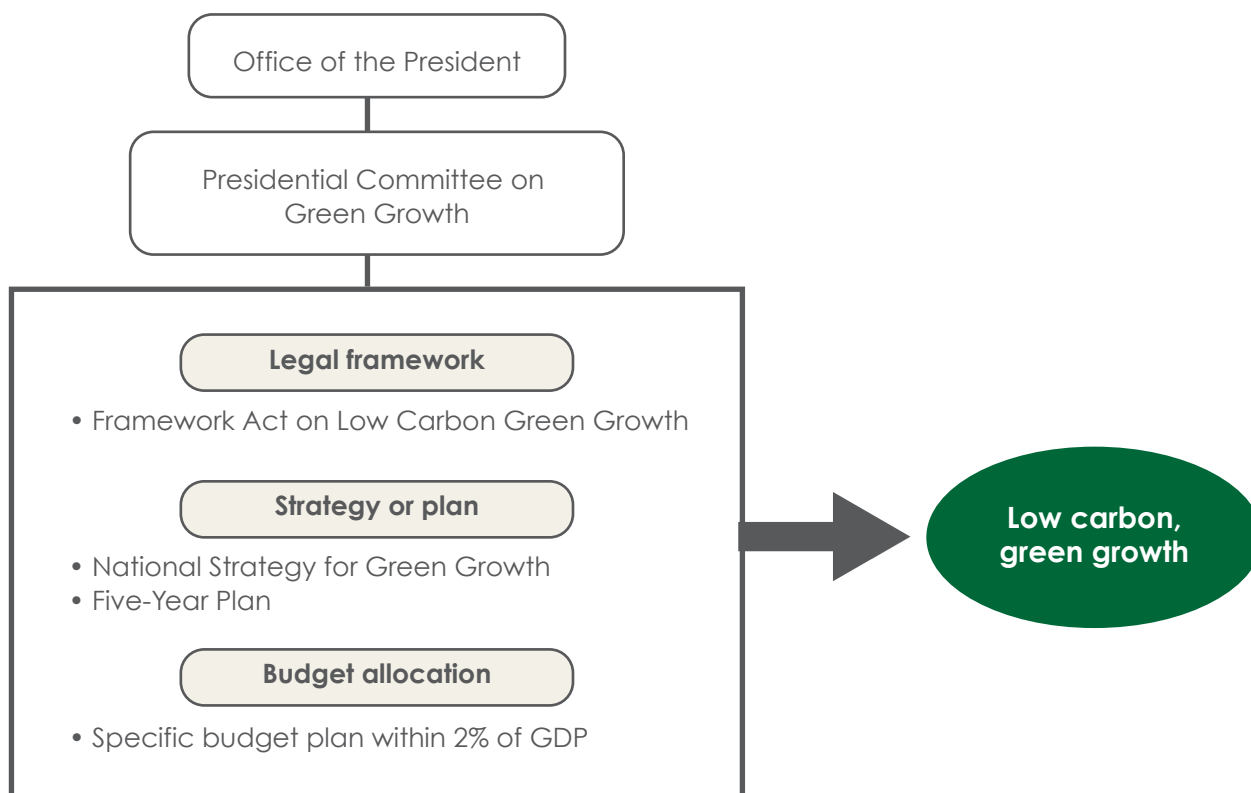 Office of the President
Presidential Committee on
Green Growth
Legal framework
• Framework Act on Low Carbon Green Growth
Strategy or plan
• National Strategy for Green Growth
• Five-Year Plan
Budget allocation
• Specific budget plan within 2% of GDP
Low carbon,
green growth